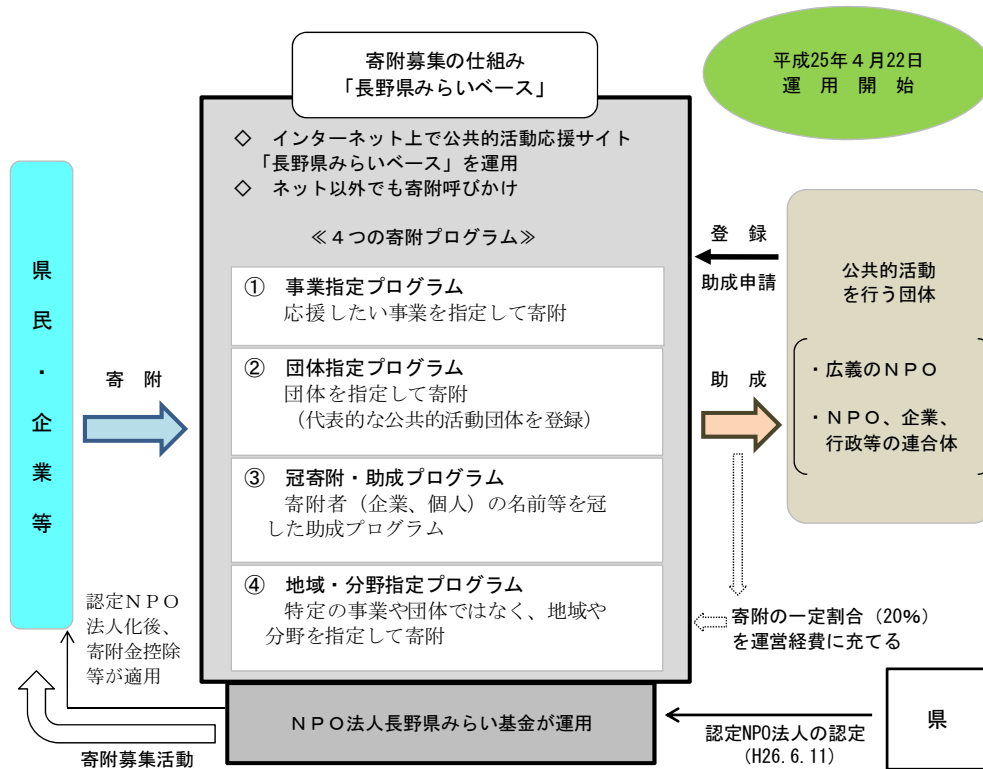 寄附募集の仕組み
「長野県みらいベース」
平成25年４月22日
運　用　開　始
◇　インターネット上で公共的活動応援サイト
「長野県みらいベース」を運用
◇　ネット以外でも寄附呼びかけ
≪４つの寄附プログラム≫
①　事業指定プログラム
応援したい事業を指定して寄附
②　団体指定プログラム
団体を指定して寄附
（代表的な公共的活動団体を登録）
③　冠寄附・助成プログラム
寄附者（企業、個人）の名前等を冠
した助成プログラム
④　地域・分野指定プログラム
特定の事業や団体ではなく、地域や
分野を指定して寄附
県民・企業等
寄　附
登　録
助成申請
助　成
公共的活動
を行う団体
・広義のＮＰＯ
・ＮＰＯ、企業、
行政等の連合体
寄附の一定割合（20%）
を運営経費に充てる
認定ＮＰＯ
法人化後、
寄附金控除
等が適用
ＮＰＯ法人長野県みらい基金が運用
寄附募集活動
認定NPO法人の認定
(H26.6.11)
県